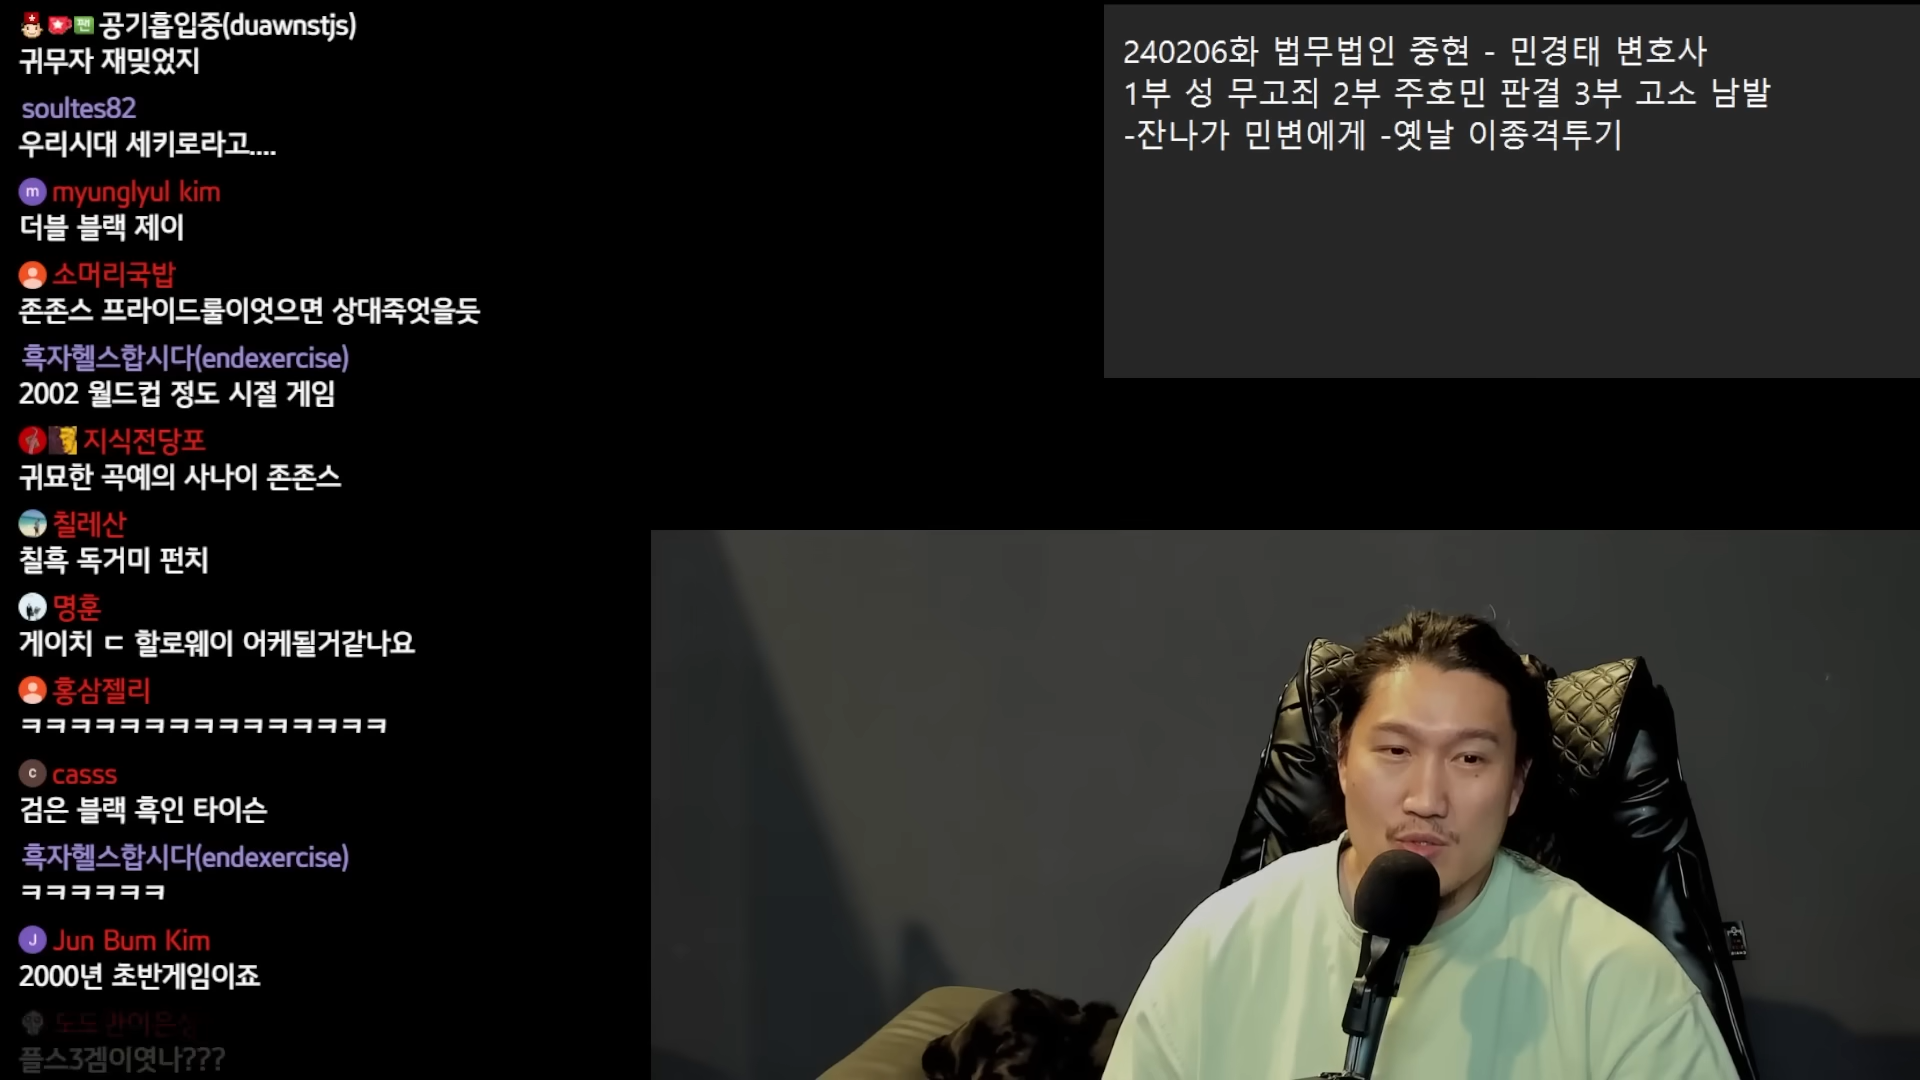 공기흡입중(duawnstjs)
귀무자 재밌었지
soultes82
우리시대 세키로라고....
myunglyul kim
더블 블랙 제이
소머리국밥
존존스 프라이드룰이엇으면 상대죽엇을듯
흑자헬스합시다(endexercise)
2002 월드컵 정도 시절 게임
지식전당포
귀묘한 곡예의 사나이 존존스
칠레산
칠흑 독거미 펀치
명훈
게이치 ㄷ 할로웨이 어케될거같나요
홍삼젤리
ㅋㅋㅋㅋㅋㅋㅋㅋㅋㅋㅋㅋㅋㅋㅋ
casss
검은 블랙 흑인 타이슨
흑자헬스합시다(endexercise)
ㅋㅋㅋㅋㅋㅋ
Jun Bum Kim
2000년 초반게임이죠
플스3겜이엿나???
240206화 법무법인 중현 - 민경태 변호사
1부 성 무고죄 2부 주호민 판결 3부 고소 남발
-잔나가 민변에게 -옛날 이종격투기